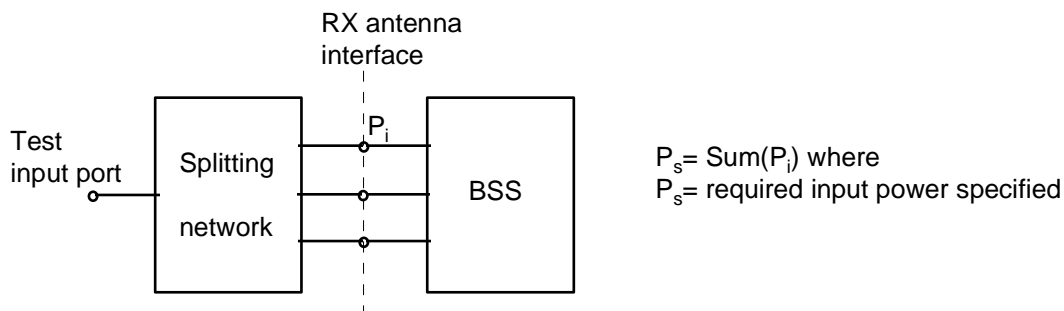 RX antenna
interface
Test
input port
Splitting
network
P_i
BSS
P_s= Sum(P_i) where
P_s= required input power specified